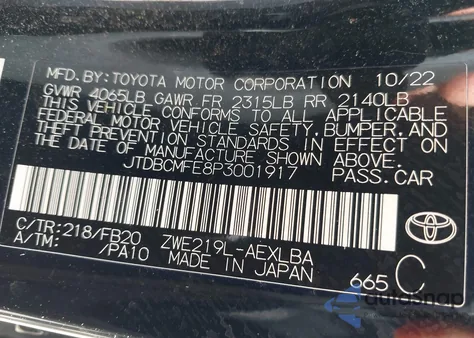 MFD.BY:TOYOTA MOTOR CORPORATION 10/22
GVWR 4065LB GAWR FR 2315LB RR 2140LB
THIS VEHICLE CONFORMS TO ALL APPLICABLE
FEDERAL MOTOR VEHICLE SAFETY, BUMPER, AND
THEFT PREVENTION STANDARDS IN EFFECT ON
THE DATE OF MANUFACTURE SHOWN ABOVE.
JTDBCMFE8P3001917 PASS.CAR
C/TR:218/FB20 ZWE219L-AEXLBA
A/TM: /PA10 MADE IN JAPAN 665 C
autosnap